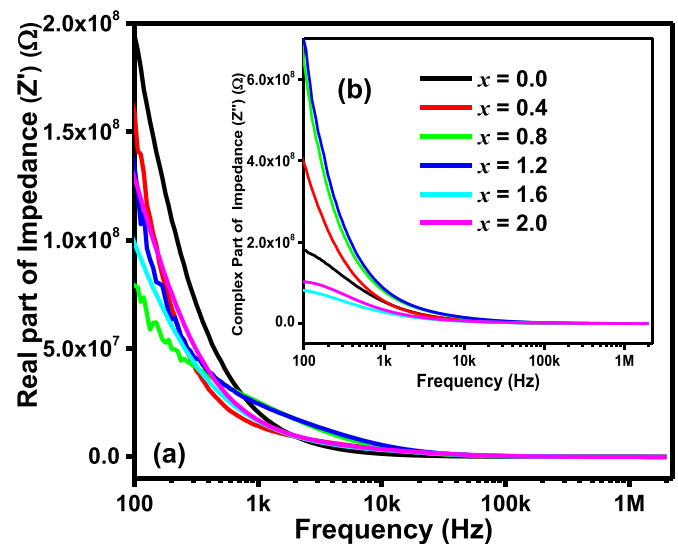 Real part of Impedance (Z') (Ω)
2.0x10⁸
1.5x10⁸
1.0x10⁸
5.0x10⁷
0.0
100
1k
10k
100k
1M
Frequency (Hz)
(a)
Complex Part of Impedance (Z'') (Ω)
6.0x10⁸
4.0x10⁸
2.0x10⁸
0.0
100
1k
10k
100k
1M
Frequency (Hz)
(b)
x = 0.0
x = 0.4
x = 0.8
x = 1.2
x = 1.6
x = 2.0